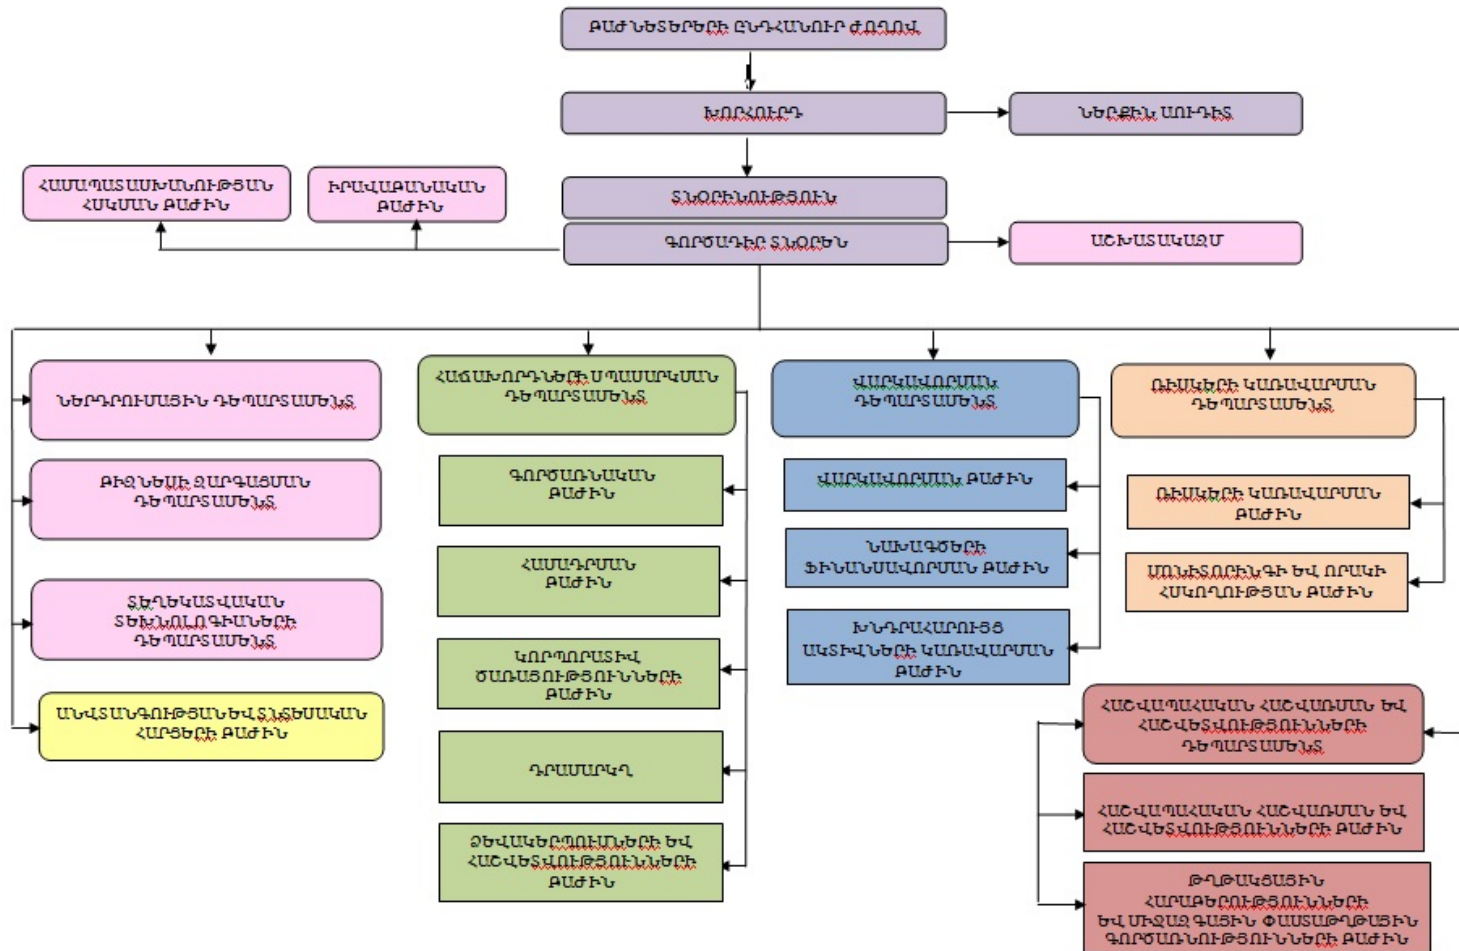 ԲԱԺՆԵՏԵՐԵՐԻ ԸՆԴՀԱՆՈՒՐ ԺՈՂՈՎ
ԽՈՐՀՈՒՐԴ
ՆԵՐՔԻՆ ԱՈՒԴԻՏ
ՀԱՄԱՊԱՏԱՍԽԱՆՈՒԹՅԱՆ
ՀՍԿՄԱՆ ԲԱԺԻՆ
ԻՐԱՎԱԲԱՆԱԿԱՆ
ԲԱԺԻՆ
ՏՆՕՐԻՆՈՒԹՅՈՒՆ
ԳՈՐԾԱԴԻՐ ՏՆՕՐԵՆ
ԱՇԽԱՏԱԿԱԶՄ
ՆԵՐԴՐՈՒՄԱՅԻՆ ԴԵՊԱՐՏԱՄԵՆՏ
ԲԻԶՆԵՍԻ ԶԱՐԳԱՑՄԱՆ
ԴԵՊԱՐՏԱՄԵՆՏ
ՏԵՂԵԿԱՏՎԱԿԱՆ
ՏԵԽՆՈԼՈԳԻԱՆԵՐԻ
ԴԵՊԱՐՏԱՄԵՆՏ
ԱՆՎՏԱՆԳՈՒԹՅԱՆ ԵՎ ՏՆՏԵՍԱԿԱՆ
ՀԱՐՑԵՐԻ ԲԱԺԻՆ
ՀԱՃԱԽՈՐԴՆԵՐԻ ՍՊԱՍԱՐԿՄԱՆ
ԴԵՊԱՐՏԱՄԵՆՏ
ԳՈՐԾԱՌՆԱԿԱՆ
ԲԱԺԻՆ
ՀԱՄԱԴՐՄԱՆ
ԲԱԺԻՆ
ԿՈՐՊՈՐԱՏԻՎ
ԾԱՌԱՅՈՒԹՅՈՒՆՆԵՐԻ
ԲԱԺԻՆ
ԴՐԱՄԱՐԿՂ
ՁԵՎԱԿԵՐՊՈՒՄՆԵՐԻ ԵՎ
ՀԱՇՎԵՏՎՈՒԹՅՈՒՆՆԵՐԻ
ԲԱԺԻՆ
ՎԱՐԿԱՎՈՐՄԱՆ
ԴԵՊԱՐՏԱՄԵՆՏ
ՎԱՐԿԱՎՈՐՄԱՆ ԲԱԺԻՆ
ՆԱԽԱԳԾԵՐԻ
ՖԻՆԱՆՍԱՎՈՐՄԱՆ ԲԱԺԻՆ
ԽՆԴՐԱՀԱՐՈՒՅՑ
ԱԿՏԻՎՆԵՐԻ ԿԱՌԱՎԱՐՄԱՆ
ԲԱԺԻՆ
ՌԻՍԿԵՐԻ ԿԱՌԱՎԱՐՄԱՆ
ԴԵՊԱՐՏԱՄԵՆՏ
ՌԻՍԿԵՐԻ ԿԱՌԱՎԱՐՄԱՆ
ԲԱԺԻՆ
ՄՈՆԻՏՈՐԻՆԳԻ ԵՎ ՈՐԱԿԻ
ՀՍԿՈՂՈՒԹՅԱՆ ԲԱԺԻՆ
ՀԱՇՎԱՊԱՀԱԿԱՆ ՀԱՇՎԱՌՄԱՆ ԵՎ
ՀԱՇՎԵՏՎՈՒԹՅՈՒՆՆԵՐԻ
ԴԵՊԱՐՏԱՄԵՆՏ
ՀԱՇՎԱՊԱՀԱԿԱՆ ՀԱՇՎԱՌՄԱՆ ԵՎ
ՀԱՇՎԵՏՎՈՒԹՅՈՒՆՆԵՐԻ ԲԱԺԻՆ
ԹՂԹԱԿՑԱՅԻՆ
ՀԱՐԱԲԵՐՈՒԹՅՈՒՆՆԵՐԻ
ԵՎ ՄԻՋԱԶԳԱՅԻՆ ՓԱՍՏԱԹՂԹԱՅԻՆ
ԳՈՐԾԱՌՆՈՒԹՅՈՒՆՆԵՐԻ ԲԱԺԻՆ